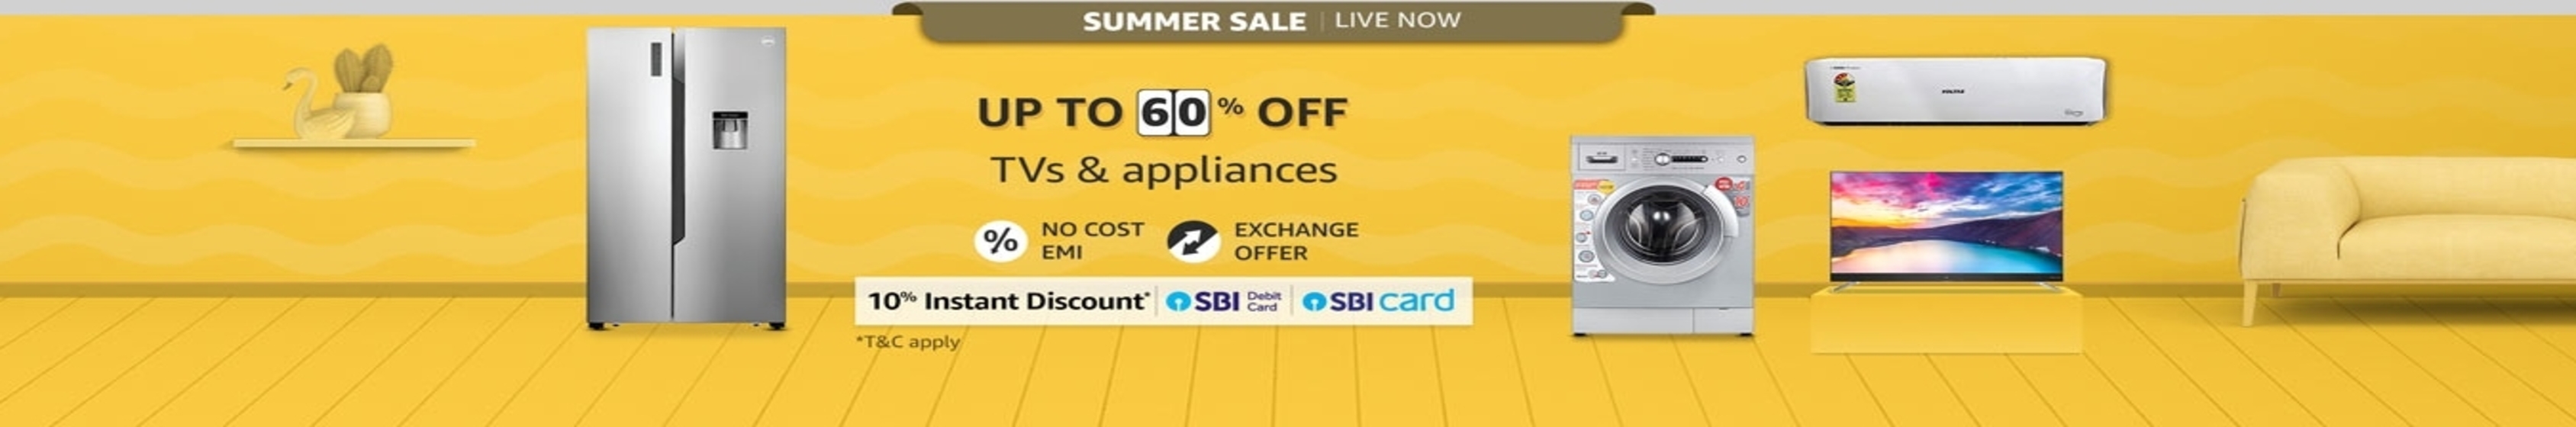 SUMMER SALE | LIVE NOW
UP TO 60% OFF
TVs & appliances
% NO COST EMI
EXCHANGE OFFER
10% Instant Discount* | SBI Debit Card | SBI card
*T&C apply
VOLTAS